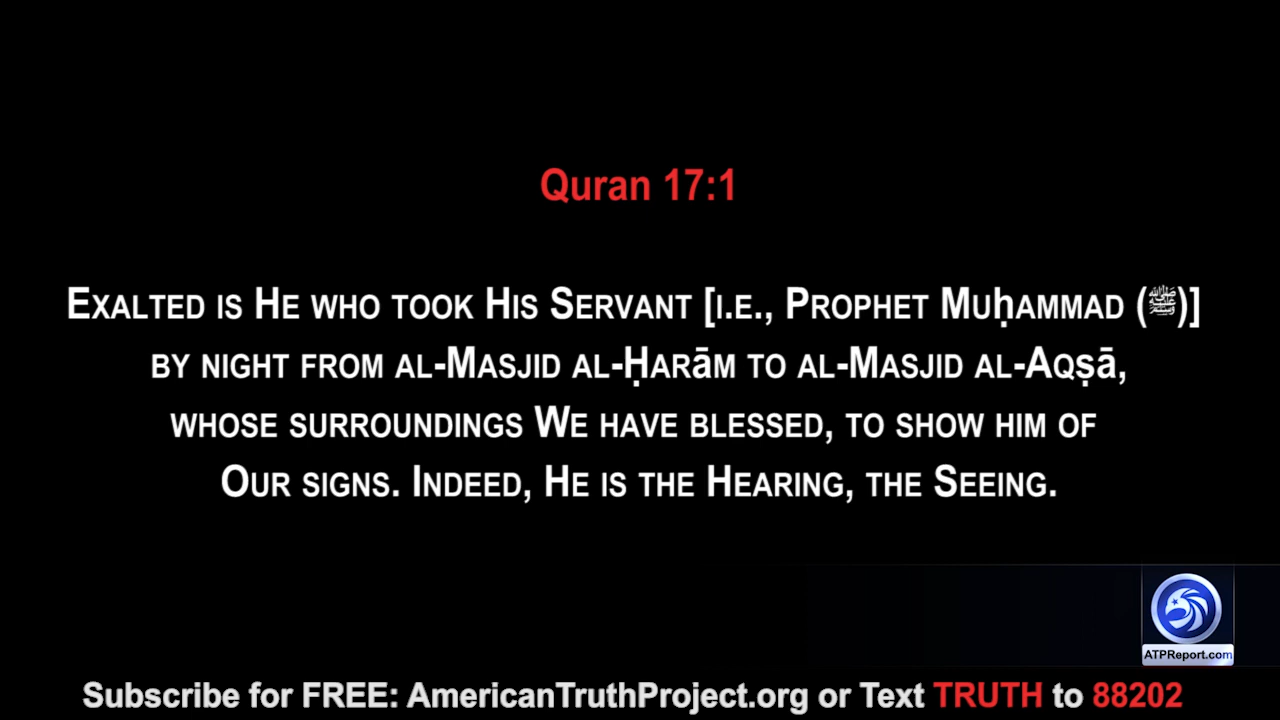 Quran 17:1
Exalted is He who took His Servant [i.e., Prophet Muḥammad (ﷺ)]
by night from al-Masjid al-Ḥarām to al-Masjid al-Aqṣā,
whose surroundings We have blessed, to show him of
Our signs. Indeed, He is the Hearing, the Seeing.
ATPReport.com
Subscribe for FREE: AmericanTruthProject.org or Text TRUTH to 88202